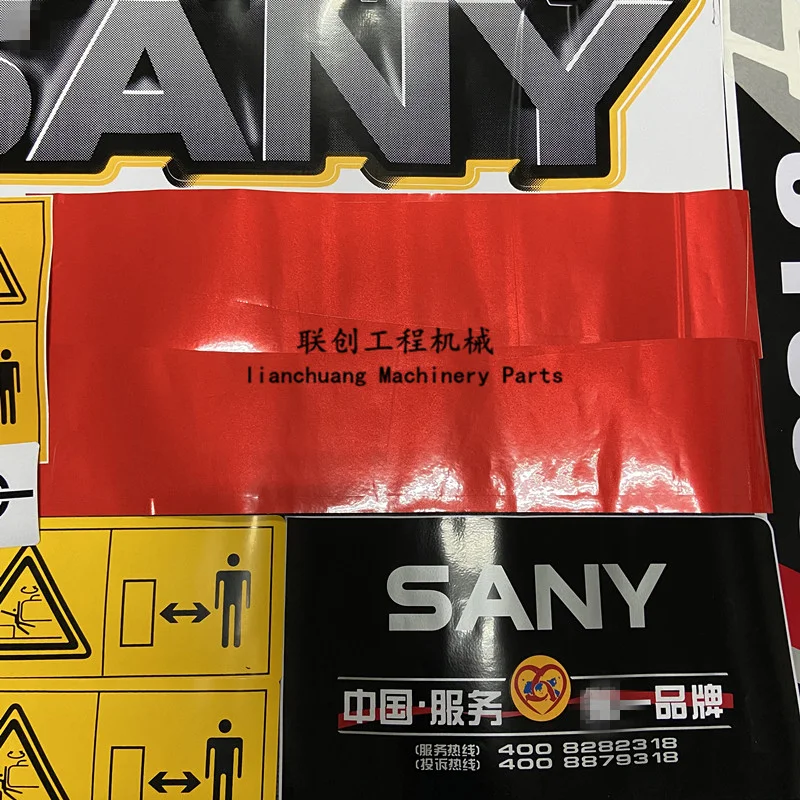 SANY
联创工程机械
lianchuang Machinery Parts
SANY
中国·服务 一品牌
(服务热线) 400 8282318
(投诉热线) 400 8879318